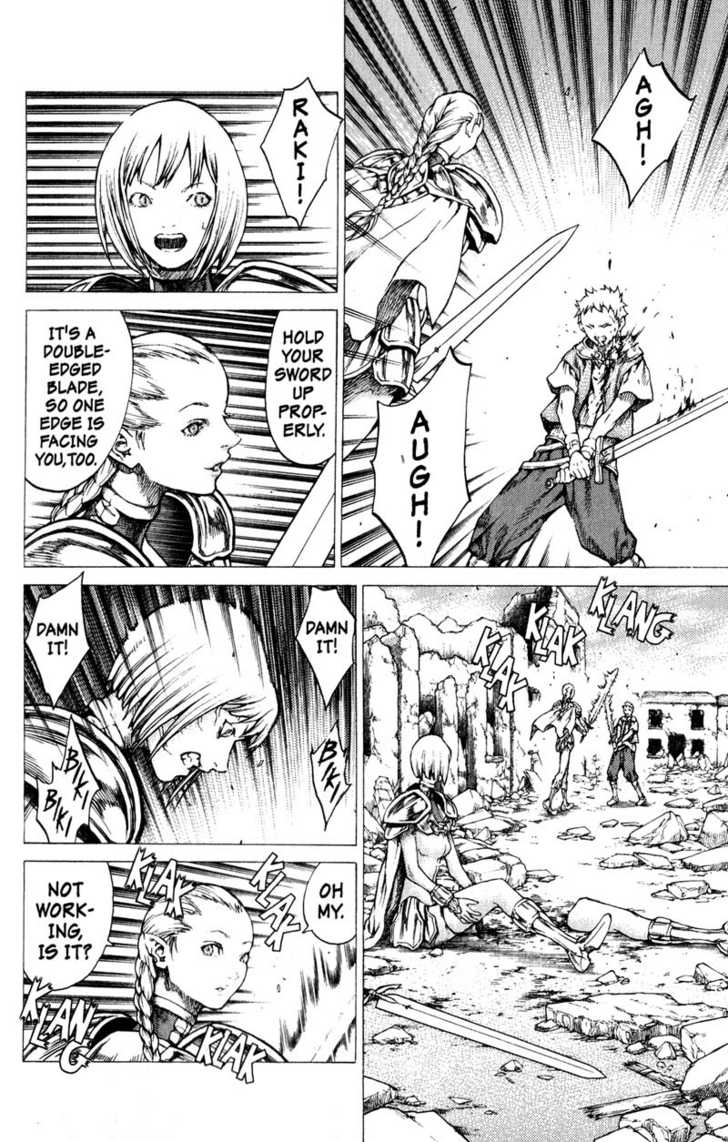 AGH!
AUGH!
RAKI!
HOLD
YOUR
SWORD
UP
PROP-
ERLY.
IT'S A
DOUBLE-
EDGED
BLADE,
SO ONE
EDGE IS
FACING
YOU, TOO.
KLANG
KLAK
KLAK
DAMN
IT!
DAMN
IT!
BIKI
BIKI
BIKI
OH
MY.
NOT
WORK-
ING,
IS IT?
KLAK
KLAK
KLANG
KLAK